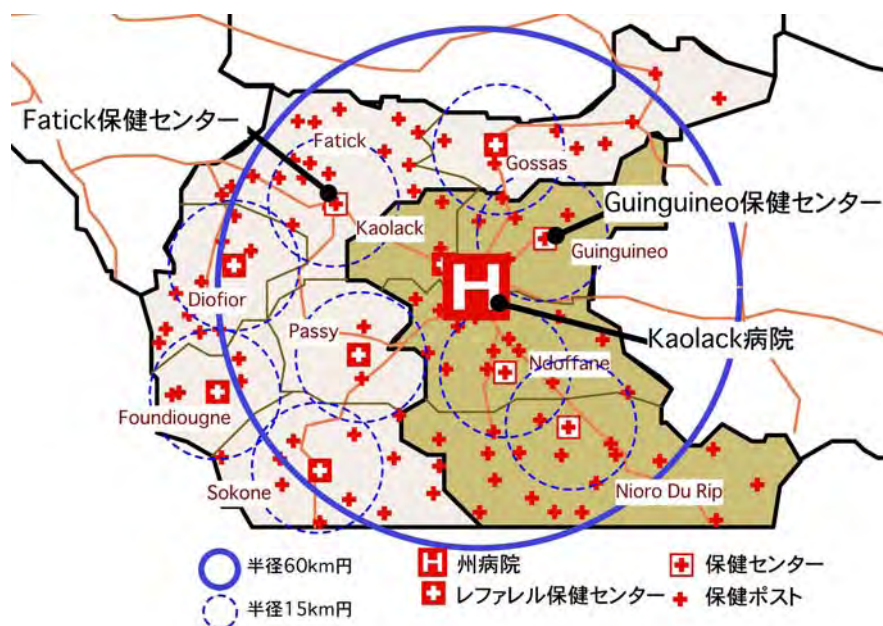 Fatick保健センター
Fatick
Gossas
Guinguineo保健センター
Kaolack
Guinguineo
H
Diofior
Kaolack病院
Passy
Ndoffane
Foundiougne
Sokone
Nioro Du Rip
半径60km円
H 州病院
保健センター
半径15km円
レファレル保健センター
保健ポスト